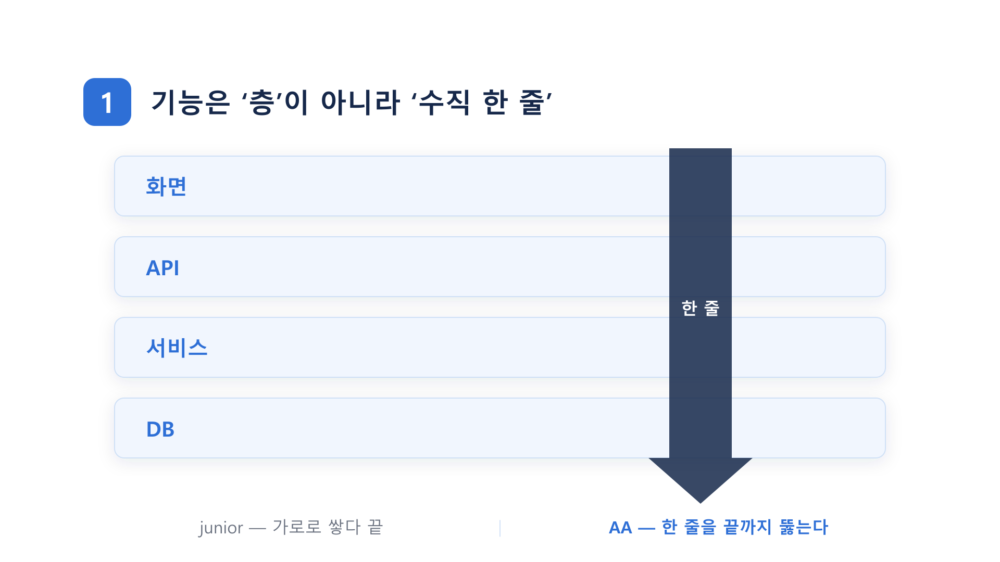 1
기능은 ‘층’이 아니라 ‘수직 한 줄’
화면
API
한 줄
서비스
DB
junior — 가로로 쌓다 끝
AA — 한 줄을 끝까지 뚫는다